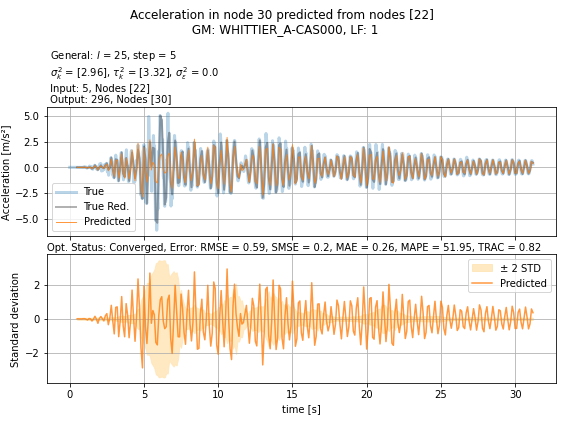 Acceleration in node 30 predicted from nodes [22]
GM: WHITTIER_A-CAS000, LF: 1
General: l = 25, step = 5
σ²ₖ = [2.96], τ²ₖ = [3.32], σ²ε = 0.0
Input: 5, Nodes [22]
Output: 296, Nodes [30]
Acceleration [m/s²]
5.0
2.5
0.0
−2.5
−5.0
True
True Red.
Predicted
Opt. Status: Converged, Error: RMSE = 0.59, SMSE = 0.2, MAE = 0.26, MAPE = 51.95, TRAC = 0.82
Standard deviation
2
0
−2
± 2 STD
Predicted
0 5 10 15 20 25 30
time [s]